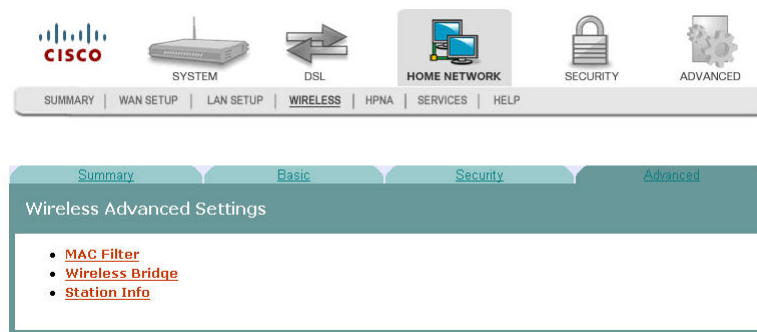 CISCO
SYSTEM DSL HOME NETWORK SECURITY ADVANCED
SUMMARY | WAN SETUP | LAN SETUP | WIRELESS | HPNA | SERVICES | HELP
Summary Basic Security Advanced
Wireless Advanced Settings
• MAC Filter
• Wireless Bridge
• Station Info